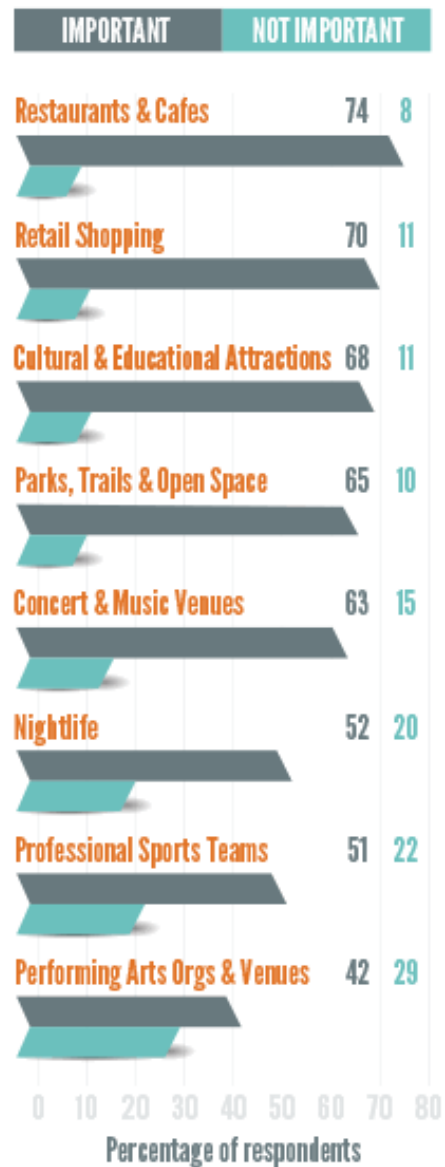 IMPORTANT NOT IMPORTANT
Restaurants & Cafes 74 8
Retail Shopping 70 11
Cultural & Educational Attractions 68 11
Parks, Trails & Open Space 65 10
Concert & Music Venues 63 15
Nightlife 52 20
Professional Sports Teams 51 22
Performing Arts Orgs & Venues 42 29
0 10 20 30 40 50 60 70 80
Percentage of respondents